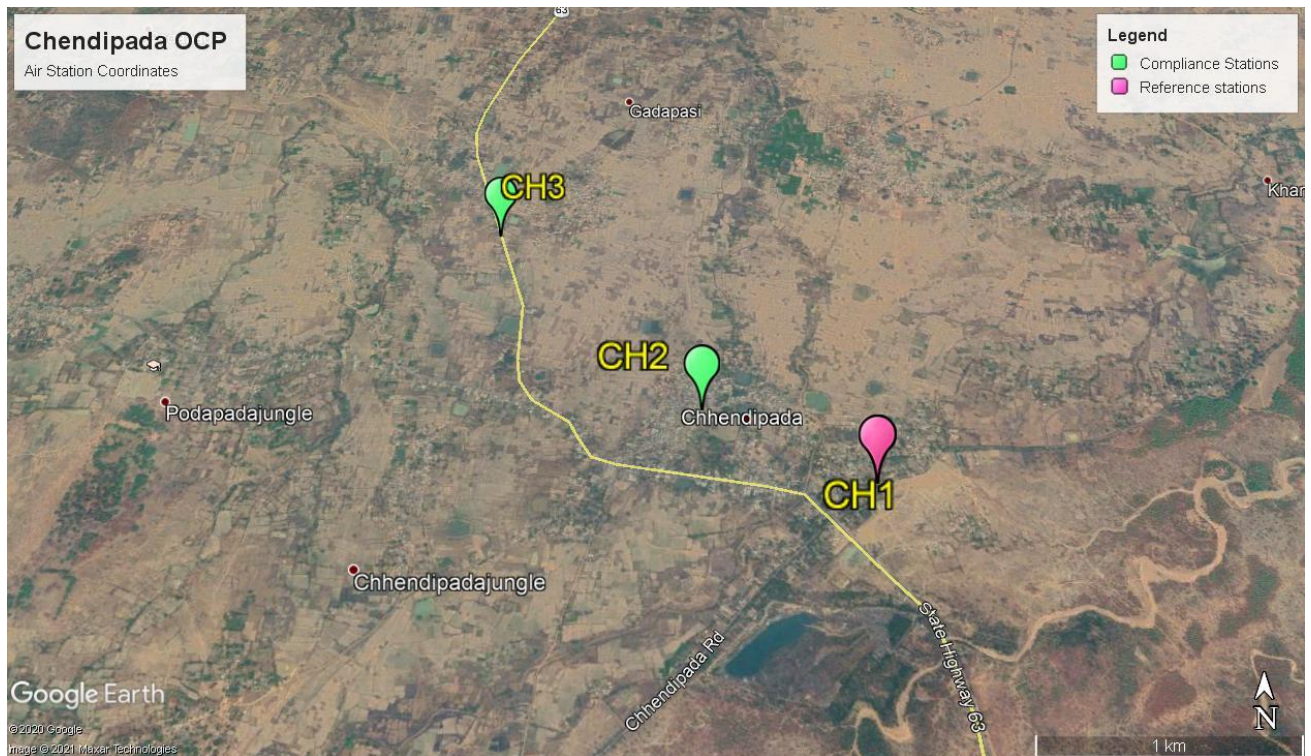 Chendipada OCP
Air Station Coordinates
63
Legend
Compliance Stations
Reference stations
Gadapasi
CH3
Khar
CH2
Podapadajungle
Chhendipada
CH1
Chhendipadajungle
State Highway 63
Chhendipada Rd
Google Earth
N
© 2020 Google
Image © 2021 Maxar Technologies
1 km